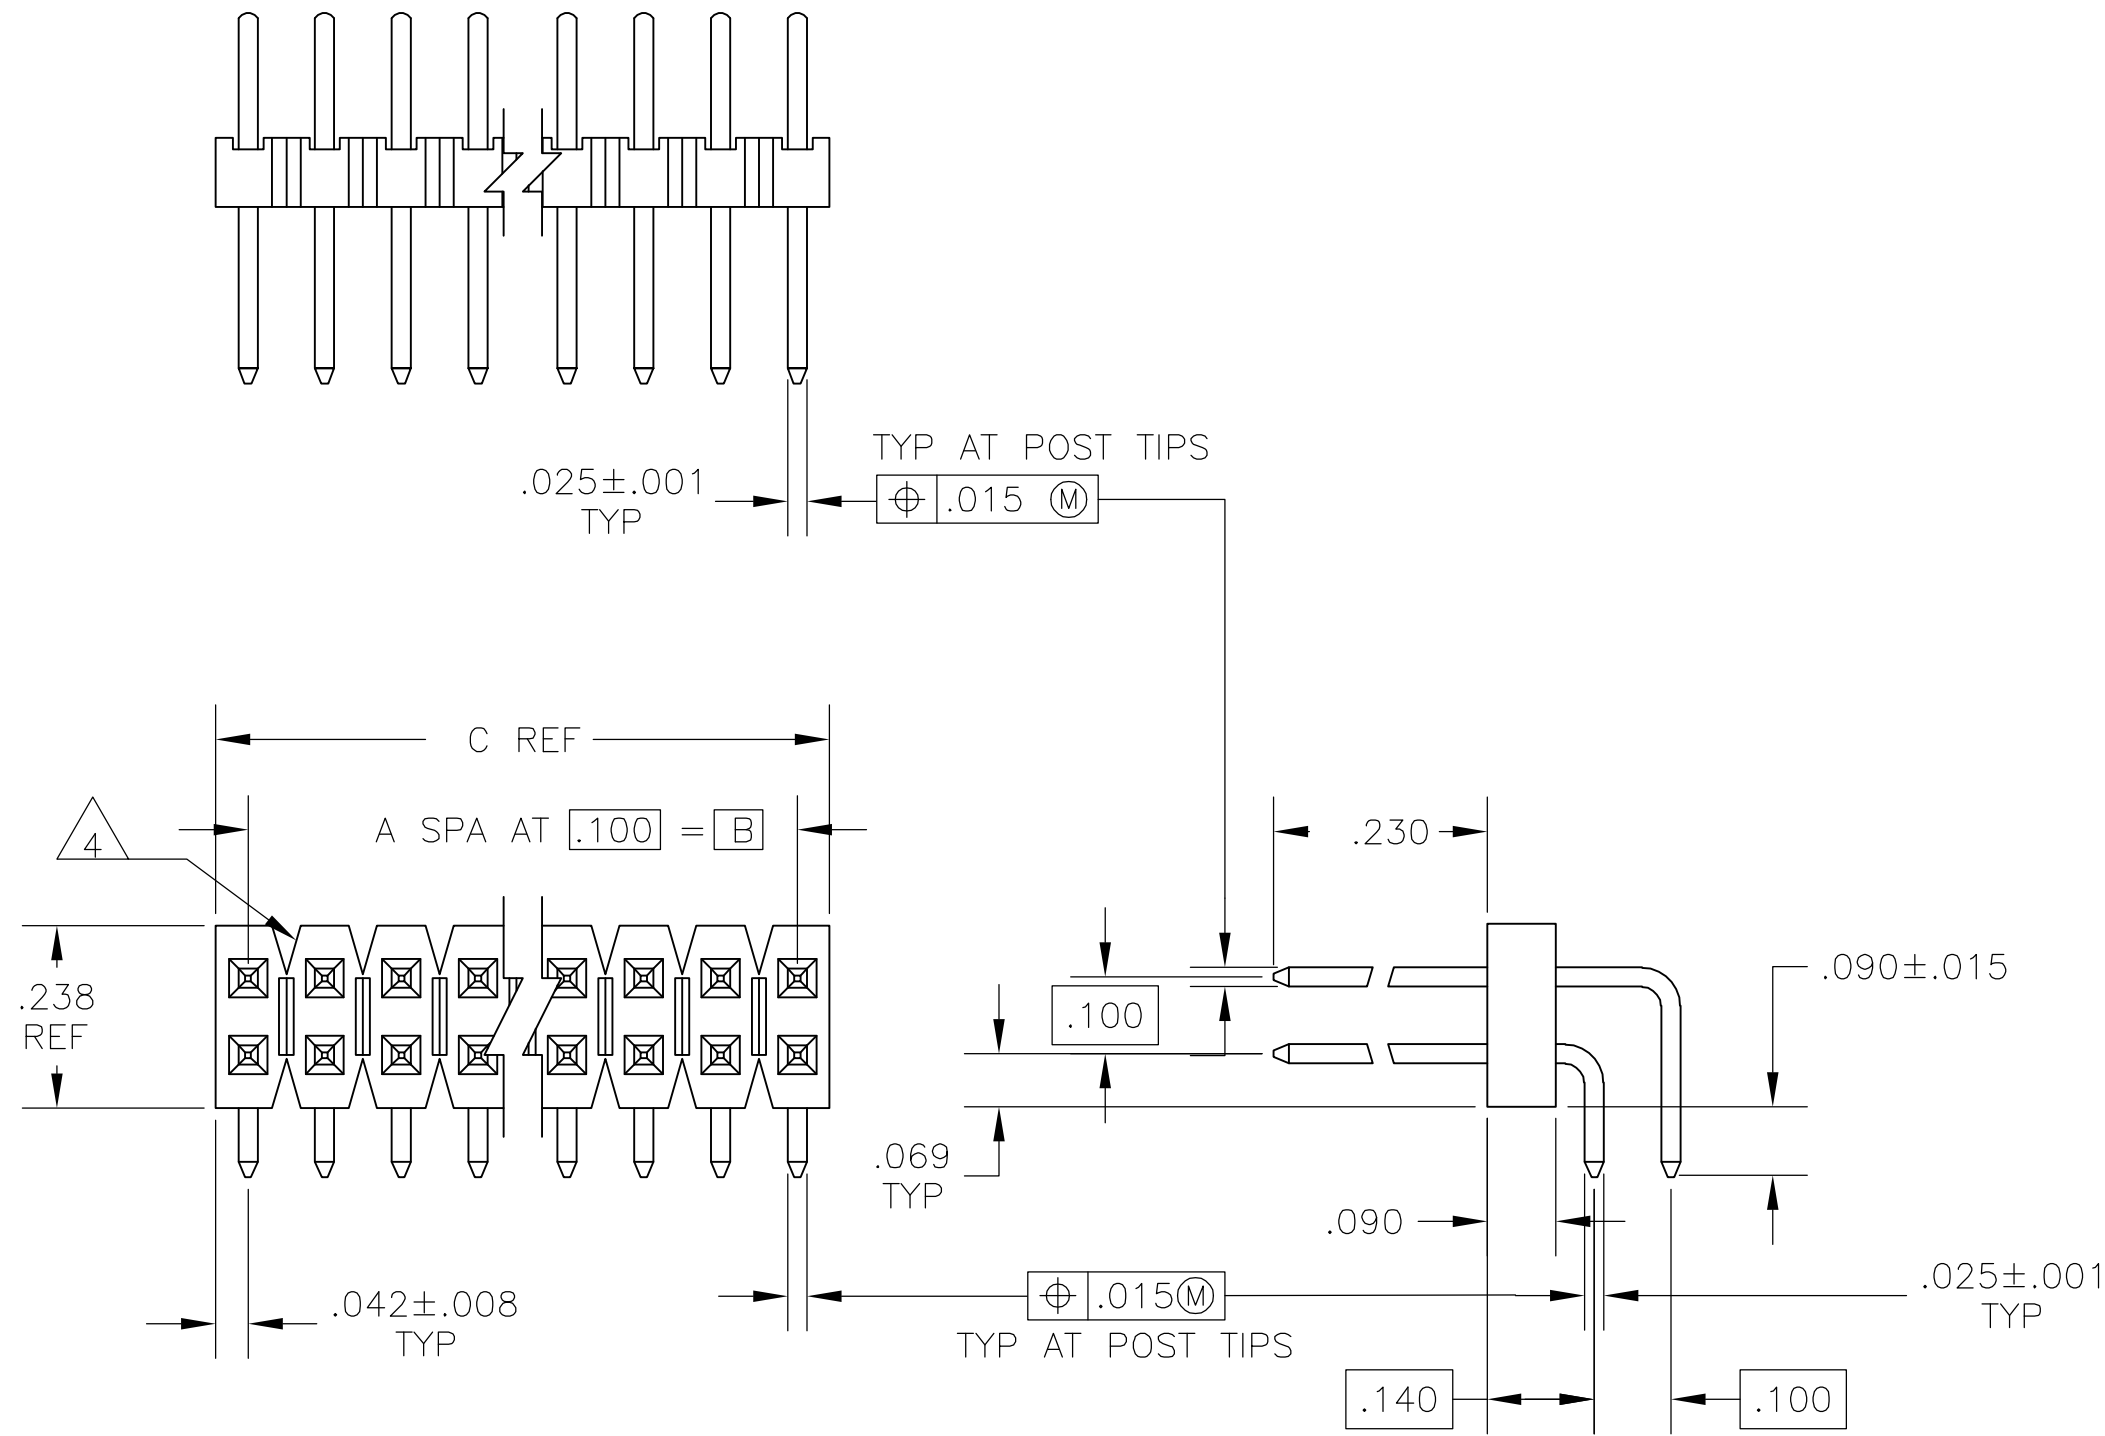 TYP AT POST TIPS
.025±.001
TYP
⌖ .015 Ⓜ
C REF
4
A SPA AT .100 = B
.230
.238
REF
.100
.090±.015
.069
TYP
.090
.042±.008
TYP
⌖ .015Ⓜ
TYP AT POST TIPS
.025±.001
TYP
.140
.100